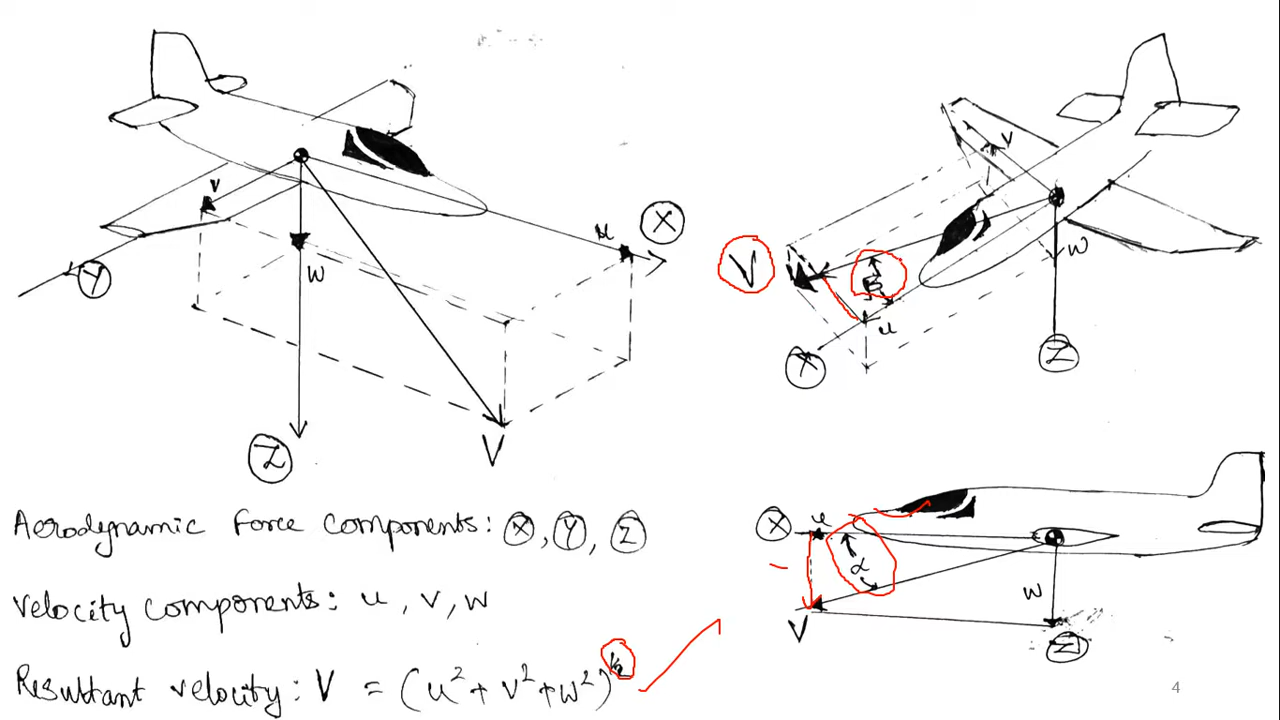 v
u
X
Y
w
Z
V
v
V
β
w
u
X
Z
X
u
α
w
V
Z
Aerodynamic Force components: X, Y, Z
Velocity components: u, v, w
Resultant velocity: V = (u² + v² + w²)^½
4